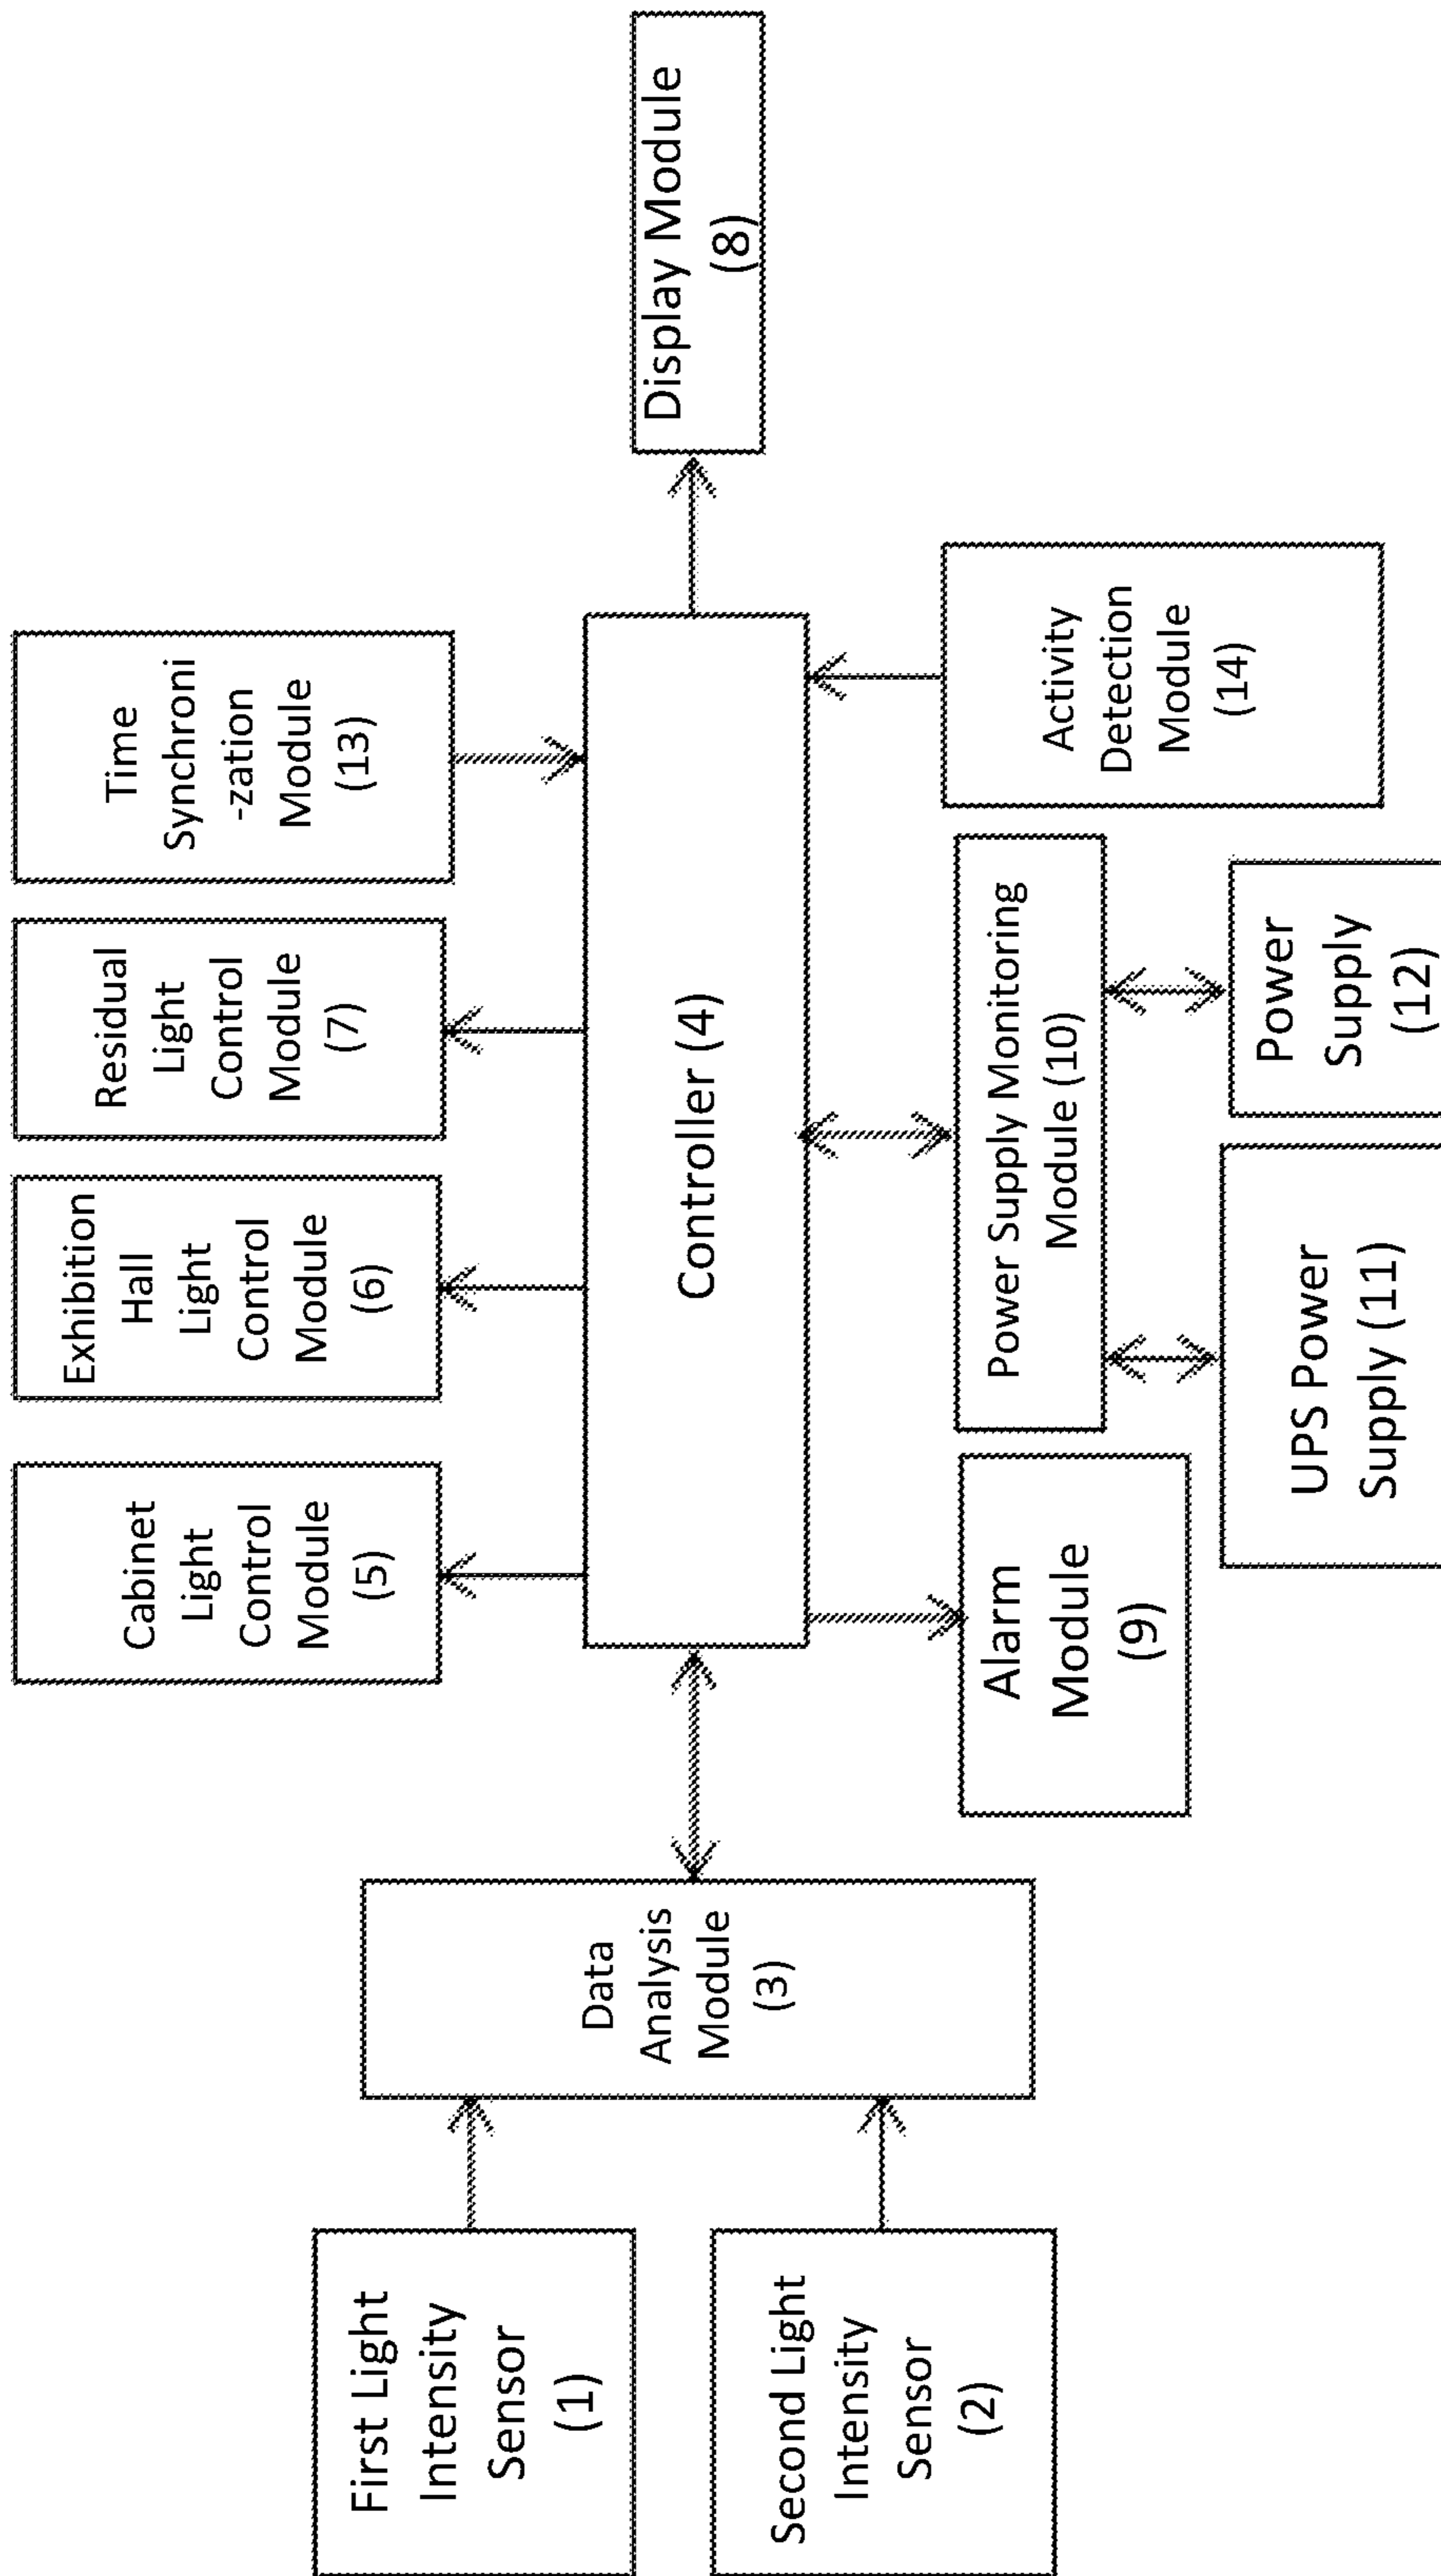 First Light
Intensity
Sensor
(1)
Second Light
Intensity
Sensor
(2)
Data
Analysis
Module
(3)
Cabinet
Light
Control
Module
(5)
Exhibition
Hall
Light
Control
Module
(6)
Residual
Light
Control
Module
(7)
Time
Synchroni
-zation
Module
(13)
Controller (4)
Display Module
(8)
Alarm
Module
(9)
Power Supply Monitoring
Module (10)
Activity
Detection
Module
(14)
UPS Power
Supply (11)
Power
Supply
(12)